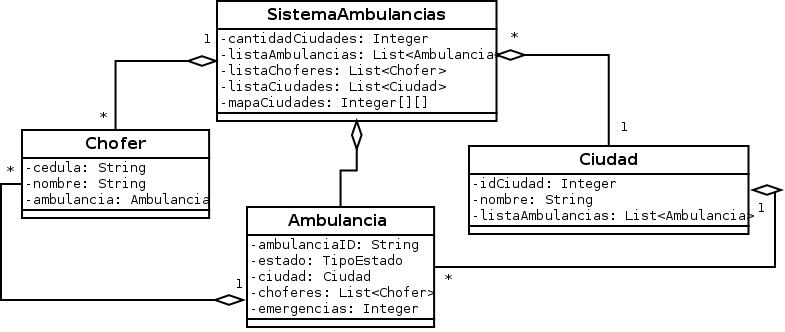 SistemaAmbulancias
-cantidadCiudades: Integer
-listaAmbulancias: List<Ambulancia>
-listaChoferes: List<Chofer>
-listaCiudades: List<Ciudad>
-mapaCiudades: Integer[][]
1
*
*
1
Chofer
-cedula: String
-nombre: String
-ambulancia: Ambulancia
*
Ciudad
-idCiudad: Integer
-nombre: String
-listaAmbulancias: List<Ambulancia>
1
Ambulancia
-ambulanciaID: String
-estado: TipoEstado
-ciudad: Ciudad
-choferes: List<Chofer>
-emergencias: Integer
1
*